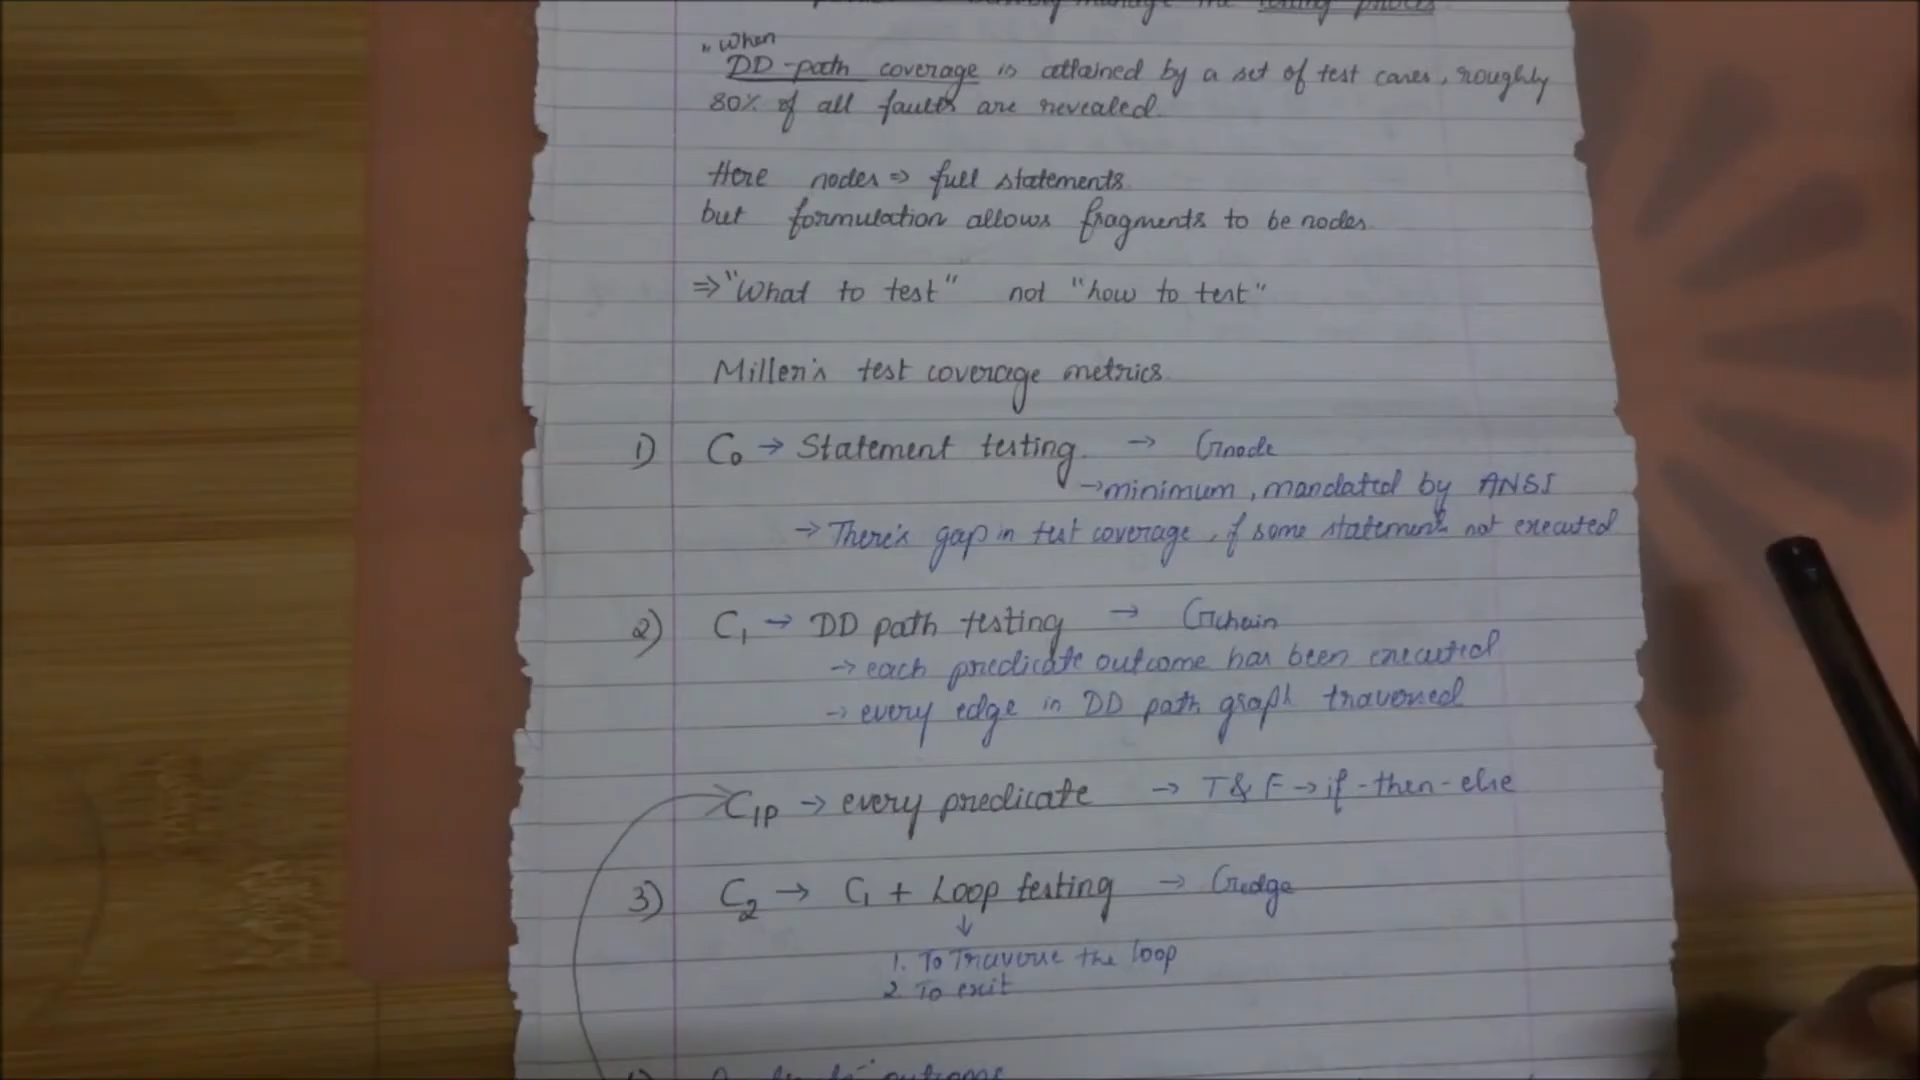 manage the testing process
"When
DD-path coverage is attained by a set of test cases, roughly
80% of all faults are revealed.
Here nodes ⇒ full statements.
but formulation allows fragments to be nodes.
⇒ "What to test" not "how to test"
Miller's test coverage metrics
1) C0 → Statement testing → Gnode
→ minimum, mandated by ANSI
→ There's gap in test coverage, if some statements not executed
2) C1 → DD path testing → Gchain
→ each predicate outcome has been executed
→ every edge in DD path graph traversed
C1P → every predicate → T & F → if-then-else
3) C2 → C1 + Loop testing → Gedge
↓
1. To Traverse the loop
2. To exit
outcome